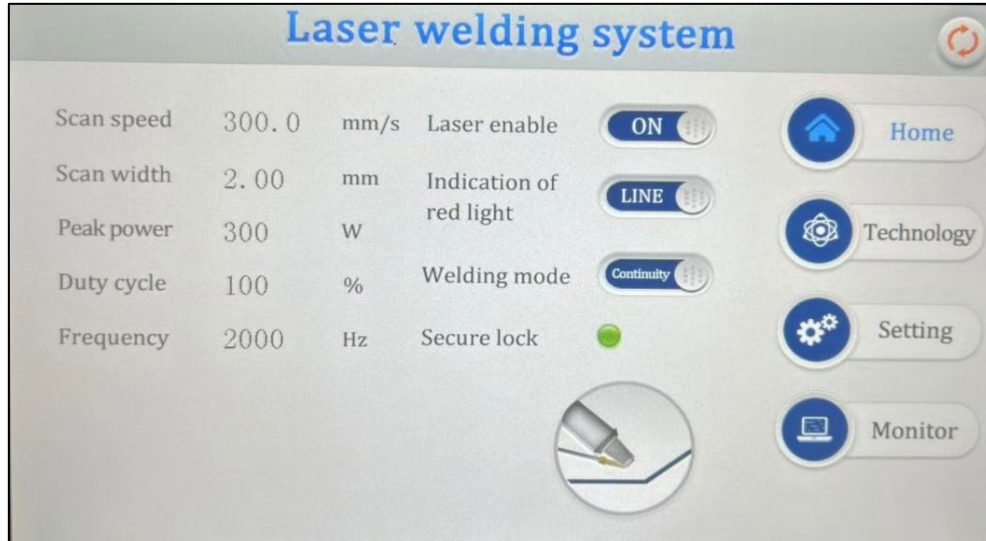 Laser welding system
Scan speed 300.0 mm/s Laser enable ON
Home
Scan width 2.00 mm Indication of
red light LINE
Peak power 300 W
Technology
Duty cycle 100 % Welding mode Continuity
Frequency 2000 Hz Secure lock
Setting
Monitor